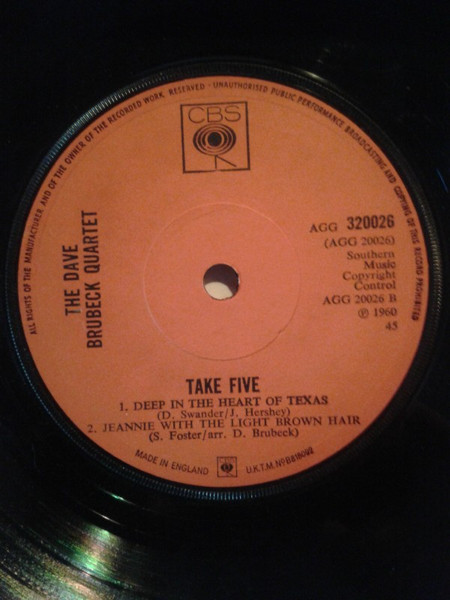 ALL RIGHTS OF THE MANUFACTURER AND OF THE OWNER OF THE RECORDED WORK RESERVED - UNAUTHORISED PUBLIC PERFORMANCE BROADCASTING AND COPYING OF THIS RECORD PROHIBITED
CBS
THE DAVE
BRUBECK QUARTET
AGG 320026
(AGG 20026)
Southern
Music
Copyright
Control
AGG 20026 B
℗ 1960
45
TAKE FIVE
1. DEEP IN THE HEART OF TEXAS
(D. Swander/J. Hershey)
2. JEANNIE WITH THE LIGHT BROWN HAIR
(S. Foster/arr. D. Brubeck)
MADE IN ENGLAND U.K.T.M. Nº